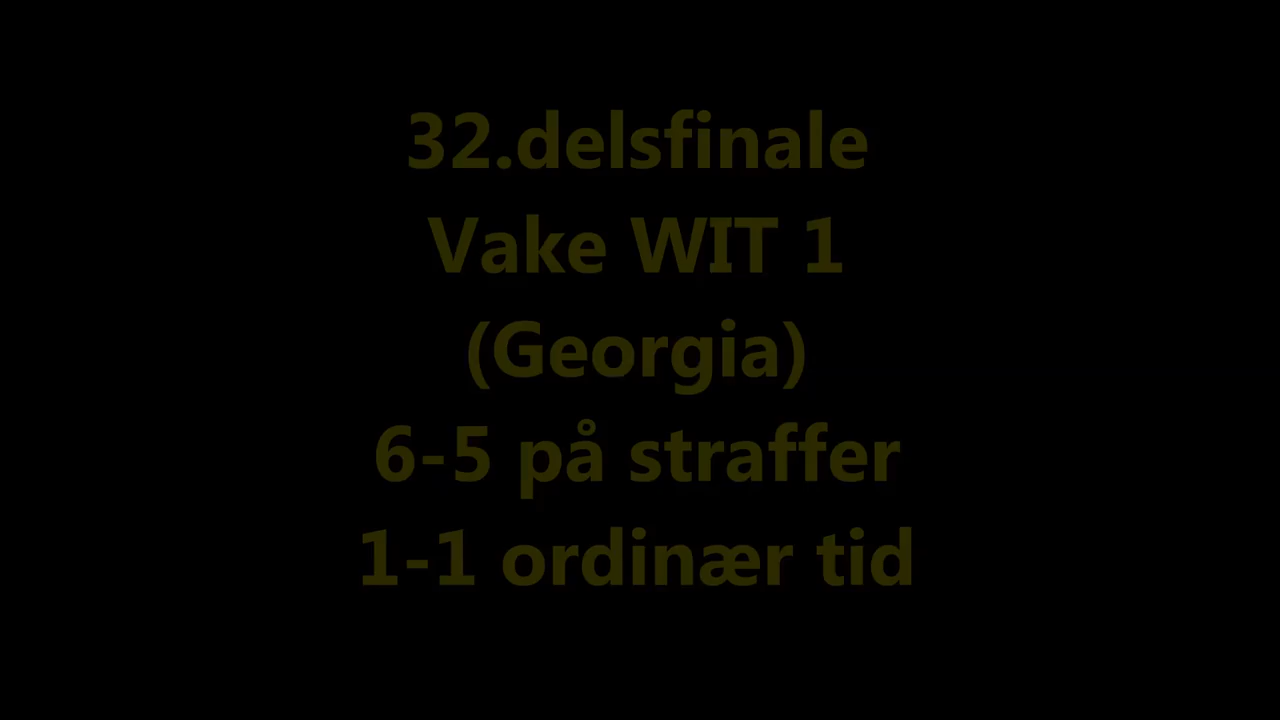 32.delsfinale
Vake WIT 1
(Georgia)
6-5 på straffer
1-1 ordinær tid